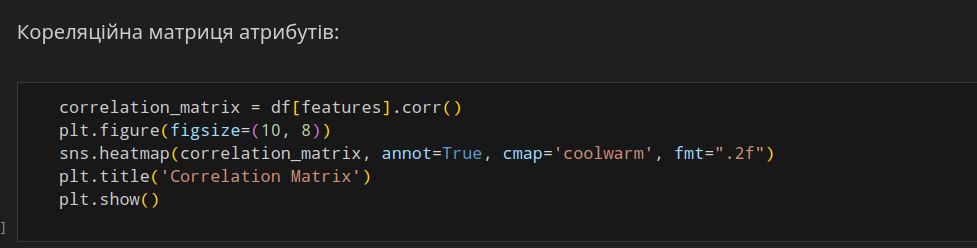 Кореляційна матриця атрибутів:
correlation_matrix = df[features].corr()
plt.figure(figsize=(10, 8))
sns.heatmap(correlation_matrix, annot=True, cmap='coolwarm', fmt=".2f")
plt.title('Correlation Matrix')
plt.show()
]